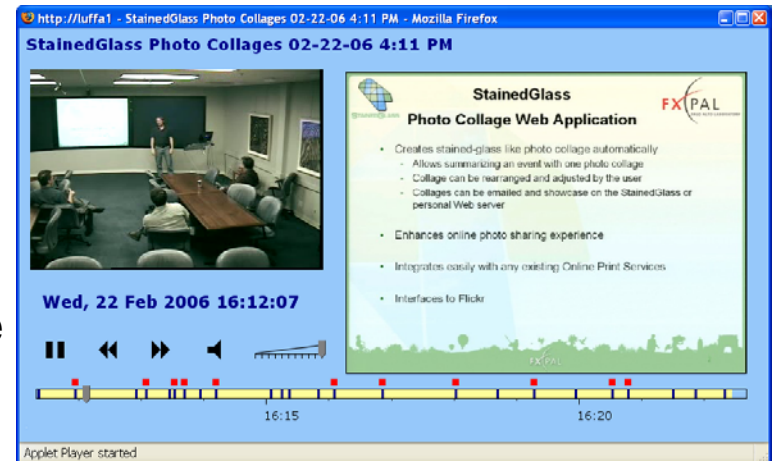 http://luffa1 - StainedGlass Photo Collages 02-22-06 4:11 PM - Mozilla Firefox
StainedGlass Photo Collages 02-22-06 4:11 PM
StainedGlass
Photo Collage Web Application
FX PAL
• Creates stained-glass like photo collage automatically
- Allows summarizing an event with one photo collage
- Collage can be rearranged and adjusted by the user
- Collages can be emailed and showcase on the StainedGlass or
personal Web server
• Enhances online photo sharing experience
• Integrates easily with any existing Online Print Services
• Interfaces to Flickr
FXPAL
Wed, 22 Feb 2006 16:12:07
e
16:15 16:20
Applet Player started